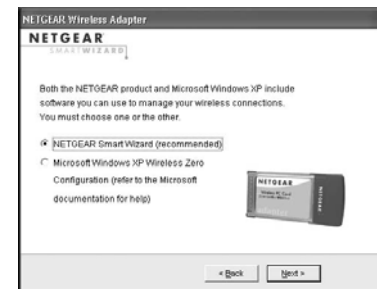 NETGEAR Wireless Adapter
NETGEAR
SMARTWIZARD
Both the NETGEAR product and Microsoft Windows XP include
software you can use to manage your wireless connections.
You must choose one or the other.
NETGEAR Smart Wizard (recommended)
Microsoft Windows XP Wireless Zero
Configuration (refer to the Microsoft
documentation for help)
NETGEAR
< Back
Next >